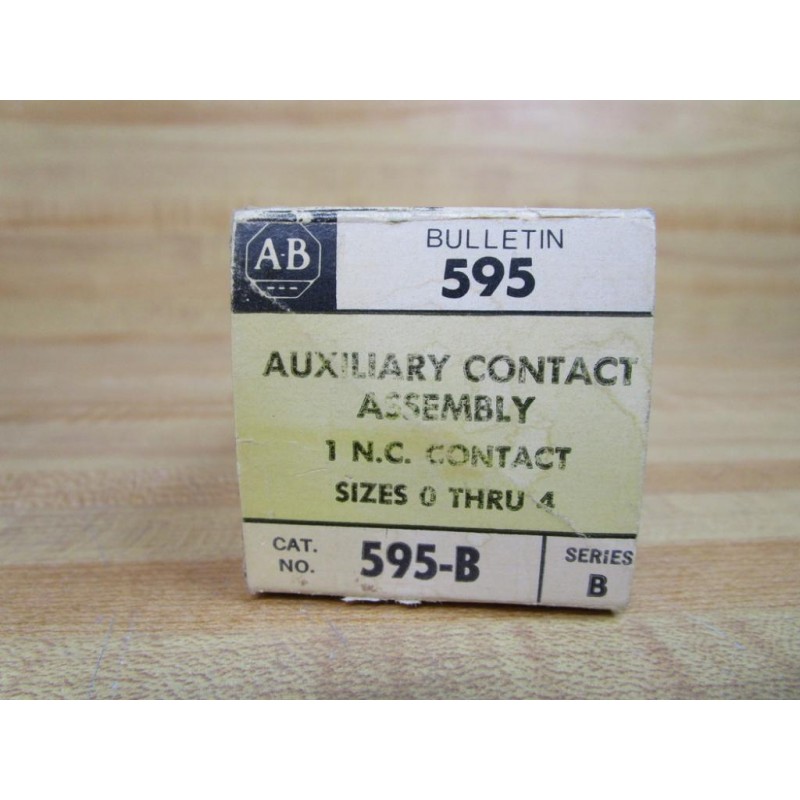 A-B
BULLETIN
595
AUXILIARY CONTACT
ASSEMBLY
1 N.C. CONTACT
SIZES 0 THRU 4
CAT.
NO.
595-B
SERIES
B